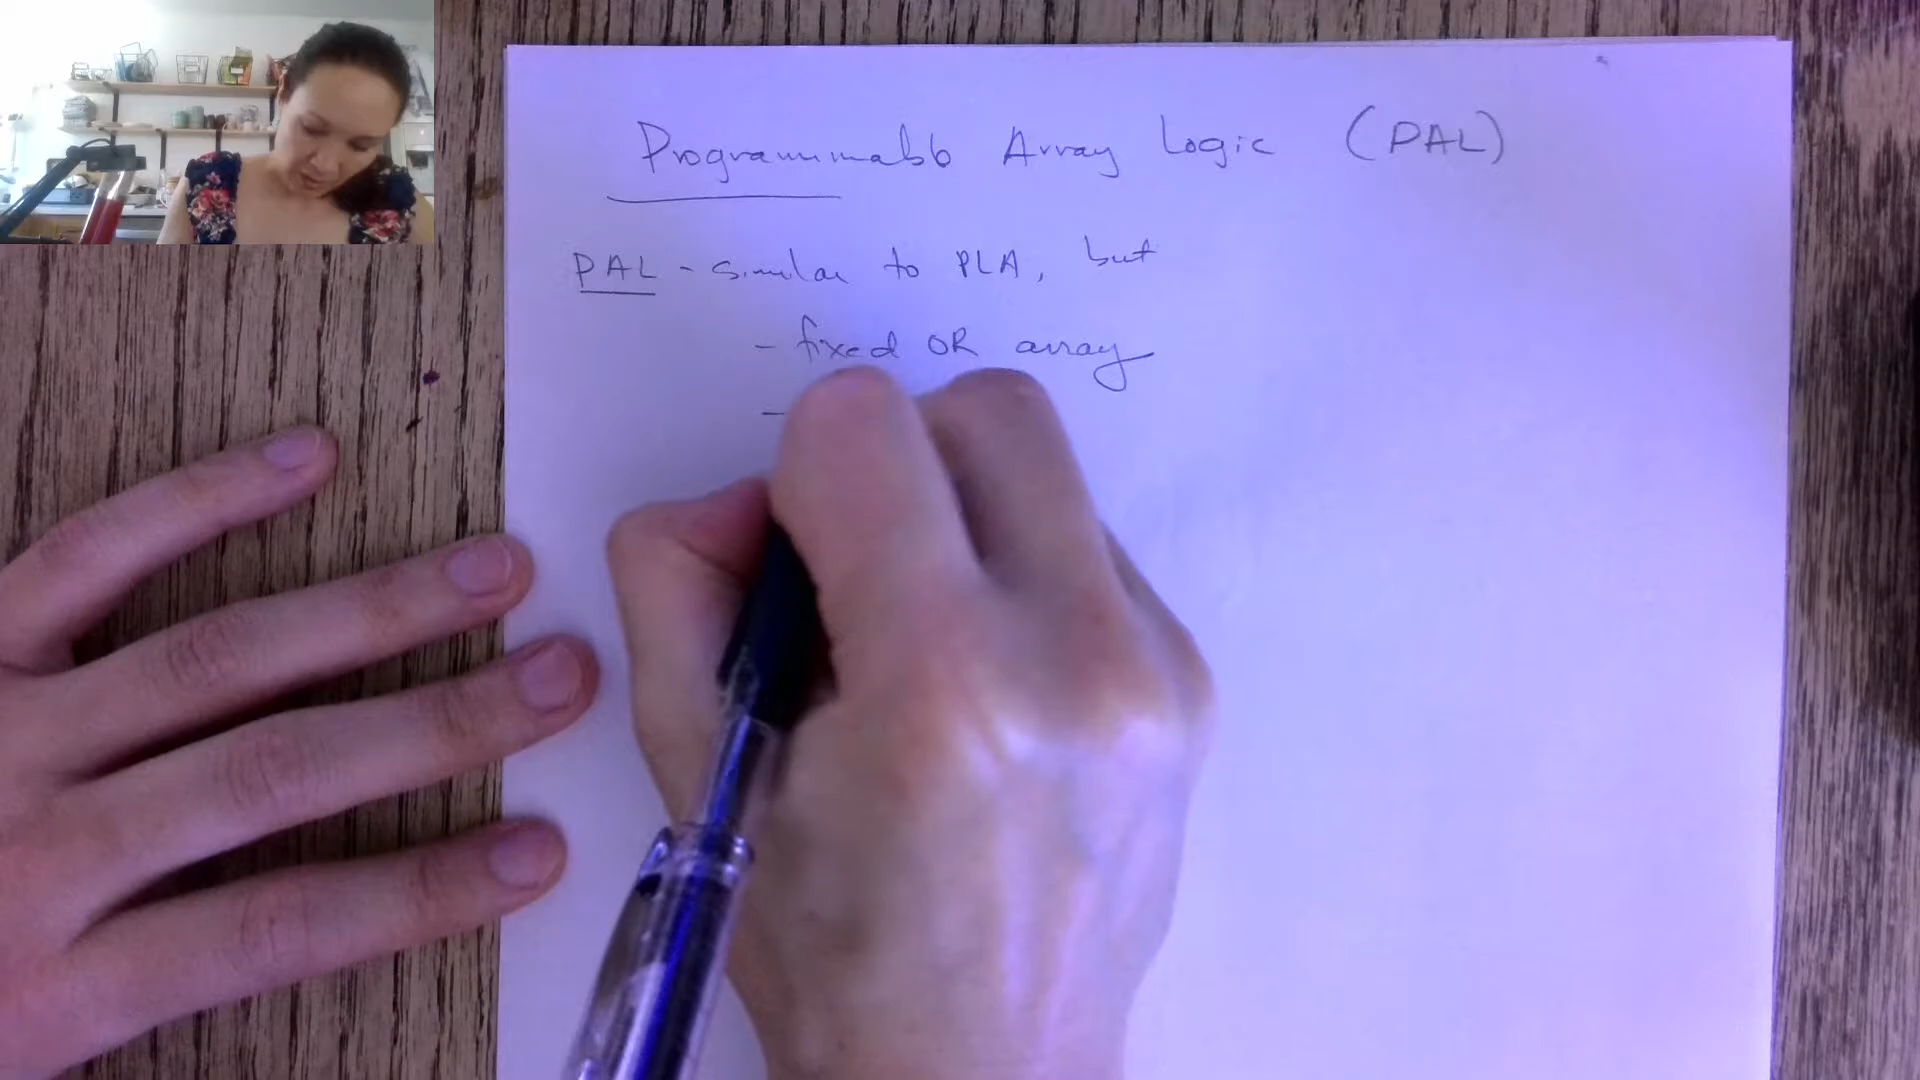 Programmable Array Logic (PAL)
PAL - similar to PLA, but
- fixed OR array
-